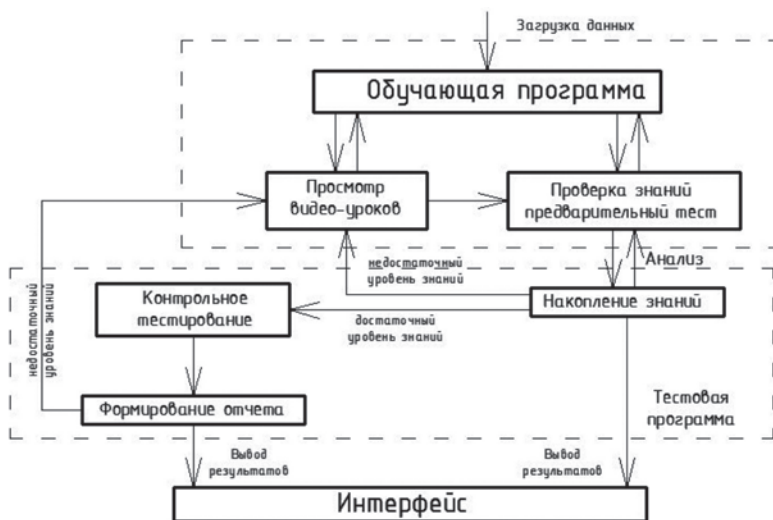 Загрузка данных
Обучающая программа
Просмотр
видео-уроков
Проверка знаний
предварительный тест
недостаточный
уровень знаний
Анализ
Контрольное
тестирование
Накопление знаний
достаточный
уровень знаний
недостаточный
уровень знаний
Формирование отчета
Тестовая
программа
Вывод
результатов
Вывод
результатов
Интерфейс